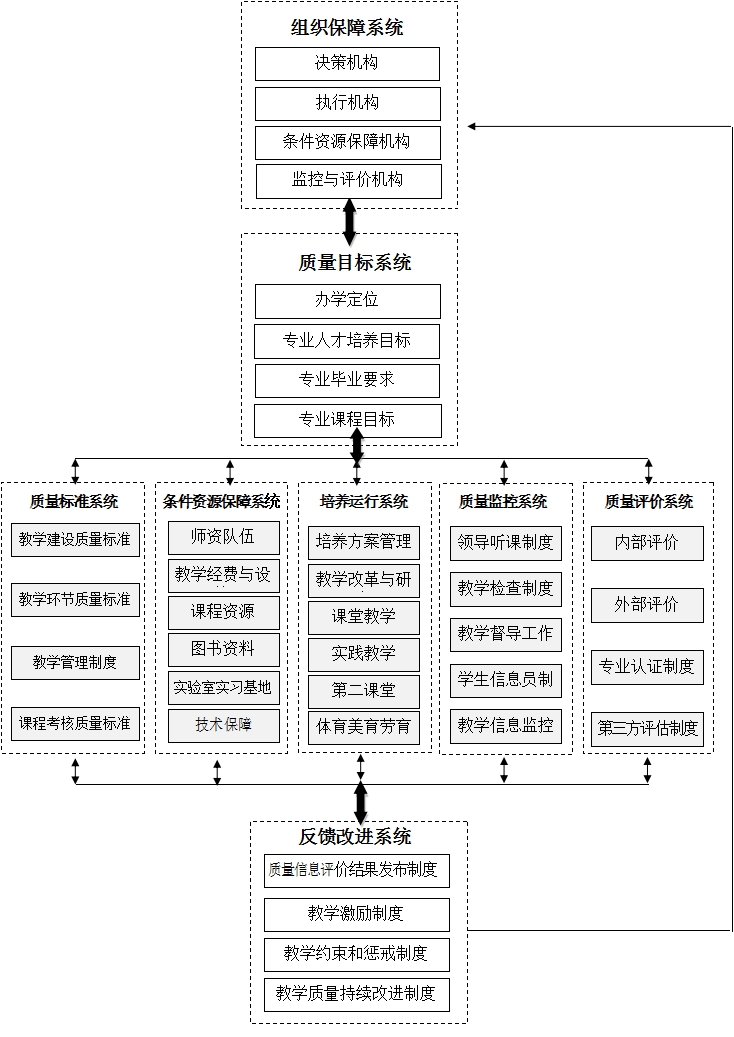 组织保障系统
决策机构
执行机构
条件资源保障机构
监控与评价机构
质量目标系统
办学定位
专业人才培养目标
专业毕业要求
专业课程目标
质量标准系统
教学建设质量标准
教学环节质量标准
教学管理制度
课程考核质量标准
条件资源保障系统
师资队伍
教学经费与设
课程资源
图书资料
实验室实习基地
技术保障
培养运行系统
培养方案管理
教学改革与研
课堂教学
实践教学
第二课堂
体育美育劳育
质量监控系统
领导听课制度
教学检查制度
教学督导工作
学生信息员制
教学信息监控
质量评价系统
内部评价
外部评价
专业认证制度
第三方评估制度
反馈改进系统
质量信息评价结果发布制度
教学激励制度
教学约束和惩戒制度
教学质量持续改进制度